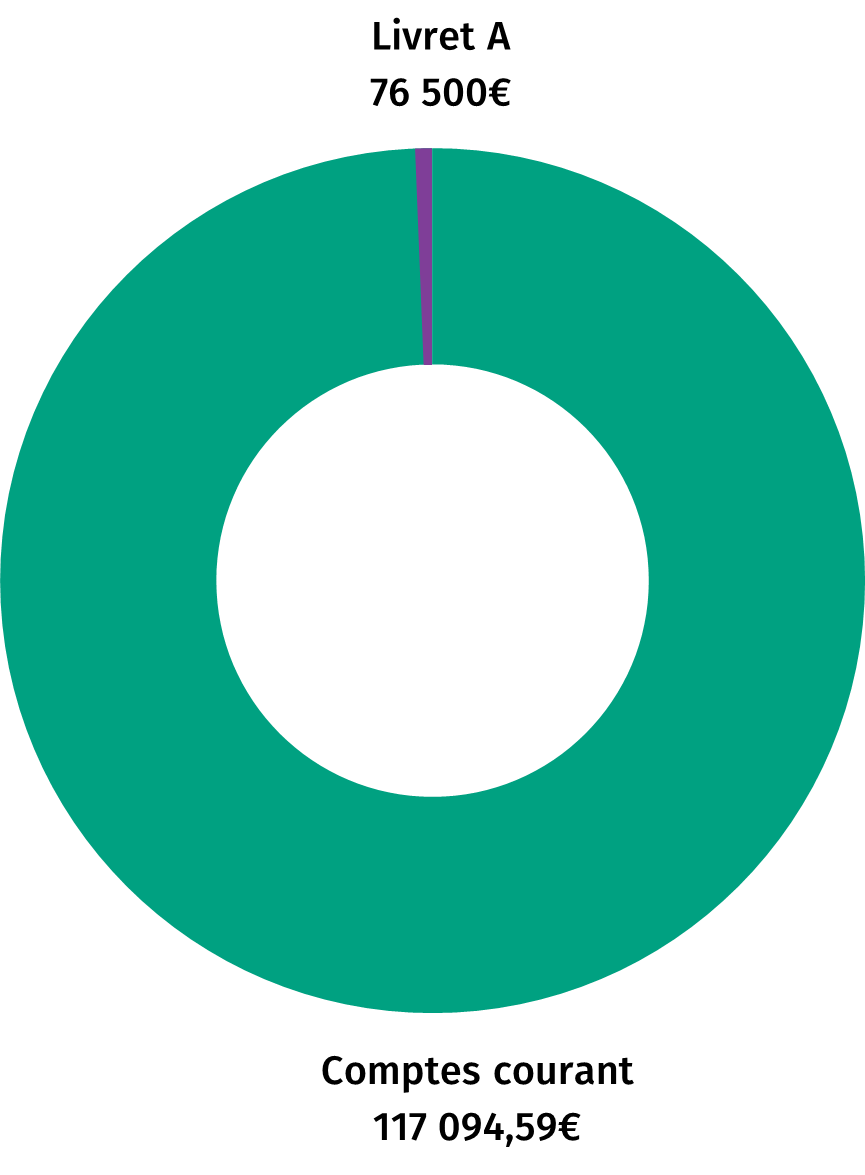 Livret A
76 500€
Comptes courant
117 094,59€